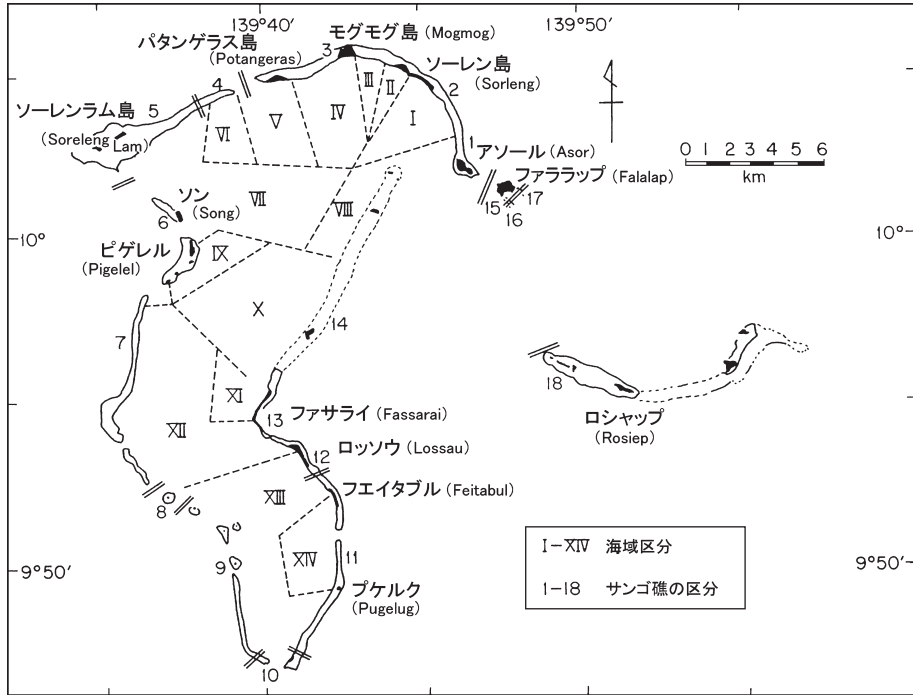 139°40′
139°50′
モグモグ島 (Mogmog)
パタンゲラス島
(Potangeras)
3
ソーレン島
(Sorleng)
ソーレンラム島
(Soreleng Lam)
5
4
2
Ⅲ
Ⅱ
Ⅳ
Ⅴ
Ⅵ
Ⅰ
1
アソール (Asor)
ファララップ (Falalap)
15
16
17
0 1 2 3 4 5 6
km
ソン
(Song)
6
Ⅶ
Ⅷ
10°
10°
ピゲレル
(Pigelel)
Ⅸ
Ⅹ
7
14
18
ロシャップ
(Rosiep)
Ⅺ
Ⅻ
13
ファサライ (Fassarai)
ロッソウ (Lossau)
12
フエイタブル (Feitabul)
XIII
8
9
XIV
11
プケルク
(Pugelug)
10
9°50′
9°50′
Ⅰ-XIV 海域区分
1-18 サンゴ礁の区分